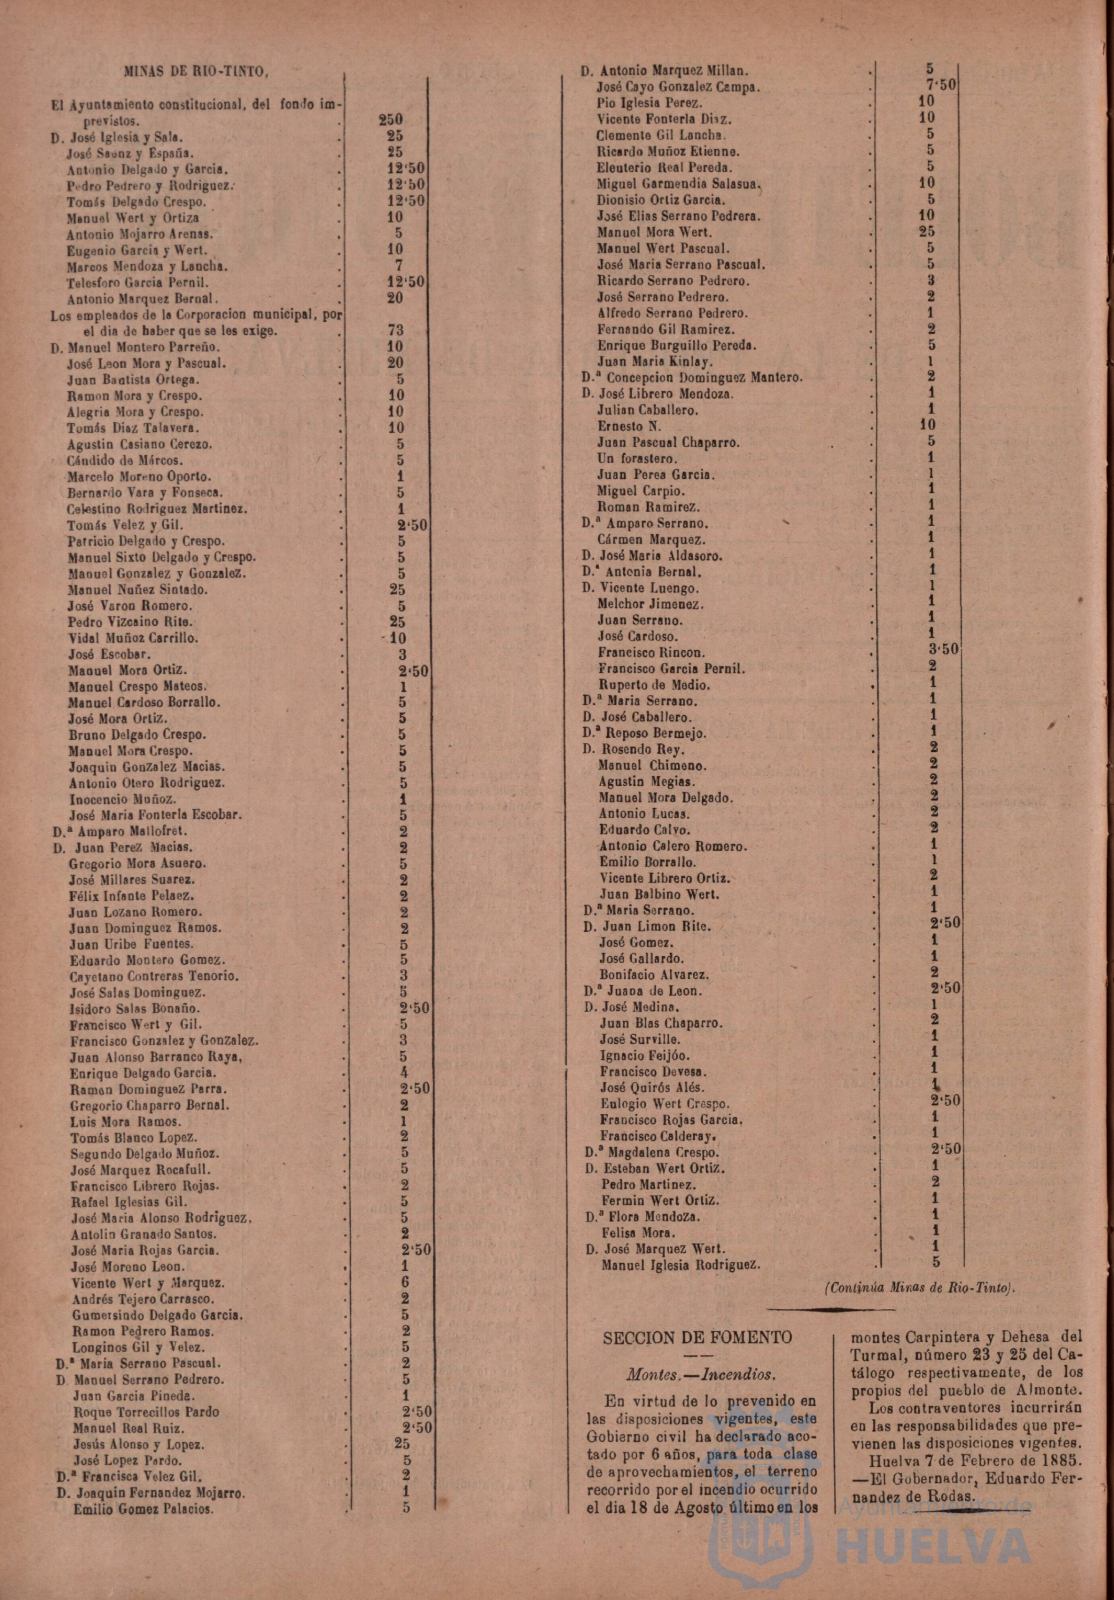 MINAS DE RIO-TINTO,
El Ayuntamiento constitucional, del fondo im-
previstos. . 250
D. José Iglesia y Sala. . 25
José Saenz y España. . 25
Antonio Delgado y Garcia. . 12'50
Pedro Pedrero y Rodriguez. . 12'50
Tomás Delgado Crespo. . 12'50
Manuel Wert y Ortiza . 10
Antonio Mojarro Arenas. . 5
Eugenio Garcia y Wert. . 10
Marcos Mendoza y Lancha. . 7
Telesforo Garcia Pernil. . 12'50
Antonio Marquez Bernal. . 20
Los empleados de la Corporacion municipal, por
el dia de haber que se les exige. . 73
D. Manuel Montero Parreño. . 10
José Leon Mora y Pascual. . 20
Juan Bautista Ortega. . 5
Ramon Mora y Crespo. . 10
Alegria Mora y Crespo. . 10
Tomás Diaz Talavera. . 10
Agustin Casiano Cerezo. . 5
Cándido de Márcos. . 5
Marcelo Moreno Oporto. . 1
Bernardo Vara y Fonseca. . 5
Celestino Rodriguez Martinez. . 1
Tomás Velez y Gil. . 2'50
Patricio Delgado y Crespo. . 5
Manuel Sixto Delgado y Crespo. . 5
Manuel Gonzalez y Gonzalez. . 5
Manuel Nuñez Sintado. . 25
José Varon Romero. . 5
Pedro Vizcaino Rite. . 25
Vidal Muñoz Carrillo. . 10
José Escobar. . 3
Manuel Mora Ortiz. . 2'50
Manuel Crespo Mateos. . 1
Manuel Cardoso Borrallo. . 5
José Mora Ortiz. . 5
Bruno Delgado Crespo. . 5
Manuel Mora Crespo. . 5
Joaquin Gonzalez Macias. . 5
Antonio Otero Rodriguez. . 5
Inocencio Muñoz. . 1
José Maria Fonterla Escobar. . 5
D.ª Amparo Mallofret. . 2
D. Juan Perez Macias. . 2
Gregorio Mora Asuero. . 5
José Millares Suarez. . 2
Félix Infante Pelaez. . 2
Juan Lozano Romero. . 2
Juan Dominguez Ramos. . 2
Juan Uribe Fuentes. . 5
Eduardo Montero Gomez. . 5
Cayetano Contreras Tenorio. . 3
José Salas Dominguez. . 5
Isidoro Salas Bonaño. . 2'50
Francisco Wert y Gil. . 5
Francisco Gonzalez y Gonzalez. . 3
Juan Alonso Barranco Raya, . 5
Enrique Delgado Garcia. . 4
Ramon Dominguez Parra. . 2'50
Gregorio Chaparro Bernal. . 2
Luis Mora Ramos. . 1
Tomás Blanco Lopez. . 2
Segundo Delgado Muñoz. . 5
José Marquez Rocafull. . 5
Francisco Librero Rojas. . 2
Rafael Iglesias Gil. . 5
José Maria Alonso Rodriguez, . 5
Antolin Granado Santos. . 2
José Maria Rojas Garcia. . 2'50
José Moreno Leon. . 1
Vicente Wert y Marquez. . 6
Andrés Tejero Carrasco. . 2
Gumersindo Delgado Garcia. . 5
Ramon Pedrero Ramos. . 2
Longinos Gil y Velez. . 5
D.ª Maria Serrano Pascual. . 2
D. Manuel Serrano Pedrero. . 5
Juan Garcia Pineda. . 1
Roque Torrecillos Pardo . 2'50
Manuel Real Ruiz. . 2'50
Jesús Alonso y Lopez. . 25
José Lopez Pardo. . 5
D.ª Francisca Velez Gil. . 2
D. Joaquin Fernandez Mojarro. . 1
Emilio Gomez Palacios. . 5
D. Antonio Marquez Millan. . 5
José Cayo Gonzalez Campa. . 7'50
Pio Iglesia Perez. . 10
Vicente Fonterla Diaz. . 10
Clemente Gil Lancha. . 5
Ricardo Muñoz Etienne. . 5
Eleuterio Real Pereda. . 5
Miguel Garmendia Salasua. . 10
Dionisio Ortiz Garcia. . 5
José Elias Serrano Pedrera. . 10
Manuel Mora Wert. . 25
Manuel Wert Pascual. . 5
José Maria Serrano Pascual. . 5
Ricardo Serrano Pedrero. . 3
José Serrano Pedrero. . 2
Alfredo Serrano Pedrero. . 1
Fernando Gil Ramirez. . 2
Enrique Burguillo Pereda. . 5
Juan Maria Kinlay. . 1
D.ª Concepcion Dominguez Mantero. . 2
D. José Librero Mendoza. . 1
Julian Caballero. . 1
Ernesto N. . 10
Juan Pascual Chaparro. . 5
Un forastero. . 1
Juan Perea Garcia. . 1
Miguel Carpio. . 1
Roman Ramirez. . 1
D.ª Amparo Serrano. . 1
Cármen Marquez. . 1
D. José Maria Aldasoro. . 1
D.ª Antonia Bernal. . 1
D. Vicente Luengo. . 1
Melchor Jimenez. . 1
Juan Serrano. . 1
José Cardoso. . 1
Francisco Rincon. . 3'50
Francisco Garcia Pernil. . 2
Ruperto de Medio. . 1
D.ª Maria Serrano. . 1
D. José Caballero. . 1
D.ª Reposo Bermejo. . 1
D. Rosendo Rey. . 2
Manuel Chimeno. . 2
Agustin Megias. . 2
Manuel Mora Delgado. . 2
Antonio Lucas. . 2
Eduardo Calvo. . 2
Antonio Calero Romero. . 1
Emilio Borrallo. . 1
Vicente Librero Ortiz. . 2
Juan Balbino Wert. . 1
D.ª Maria Serrano. . 1
D. Juan Limon Rite. . 2'50
José Gomez. . 1
José Gallardo. . 1
Bonifacio Alvarez. . 2
D.ª Juana de Leon. . 2'50
D. José Medina. . 1
Juan Blas Chaparro. . 2
José Surville. . 1
Ignacio Feijóo. . 1
Francisco Devesa. . 1
José Quirós Alés. . 1
Eulogio Wert Crespo. . 2'50
Francisco Rojas Garcia. . 1
Francisco Calderay. . 1
D.ª Magdalena Crespo. . 2'50
D. Esteban Wert Ortiz. . 1
Pedro Martinez. . 2
Fermin Wert Ortiz. . 1
D.ª Flora Mendoza. . 1
Felisa Mora. . 1
D. José Marquez Wert. . 1
Manuel Iglesia Rodriguez. . 5
(Continúa Minas de Rio-Tinto).
SECCION DE FOMENTO
Montes.—Incendios.
En virtud de lo prevenido en
las disposiciones vigentes, este
Gobierno civil ha declarado aco-
tado por 6 años, para toda clase
de aprovechamientos, el terreno
recorrido por el incendio ocurrido
el dia 18 de Agosto último en los
montes Carpintera y Dehesa del
Turmal, número 23 y 25 del Ca-
tálogo respectivamente, de los
propios del pueblo de Almonte.
Los contraventores incurrirán
en las responsabilidades que pre-
vienen las disposiciones vigentes.
Huelva 7 de Febrero de 1885.
—El Gobernador, Eduardo Fer-
nandez de Rodas.
Ayuntamiento de
HUELVA